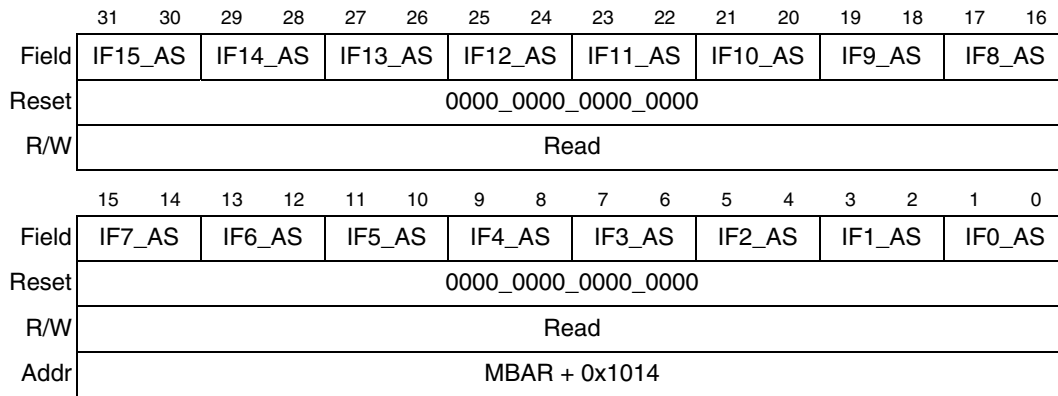 31 30 29 28 27 26 25 24 23 22 21 20 19 18 17 16
Field IF15_AS IF14_AS IF13_AS IF12_AS IF11_AS IF10_AS IF9_AS IF8_AS
Reset 0000_0000_0000_0000
R/W Read
15 14 13 12 11 10 9 8 7 6 5 4 3 2 1 0
Field IF7_AS IF6_AS IF5_AS IF4_AS IF3_AS IF2_AS IF1_AS IF0_AS
Reset 0000_0000_0000_0000
R/W Read
Addr MBAR + 0x1014